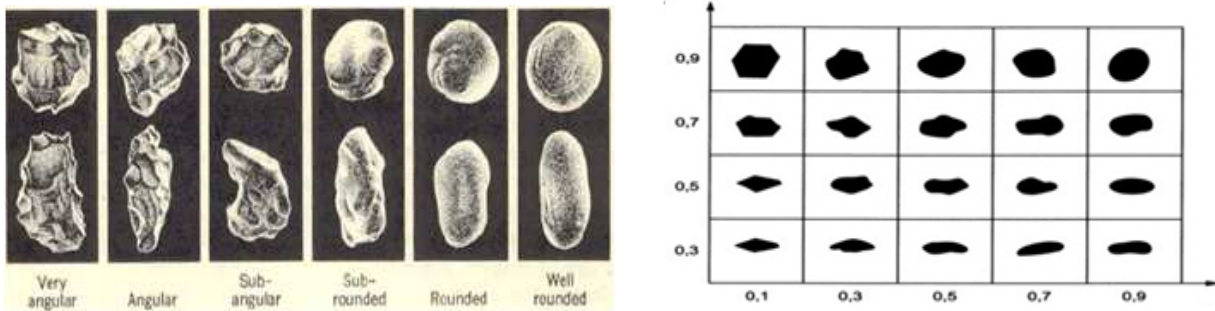 Very
angular
Angular
Sub-
angular
Sub-
rounded
Rounded
Well
rounded
0,9
0,7
0,5
0,3
0,1 0,3 0,5 0,7 0,9